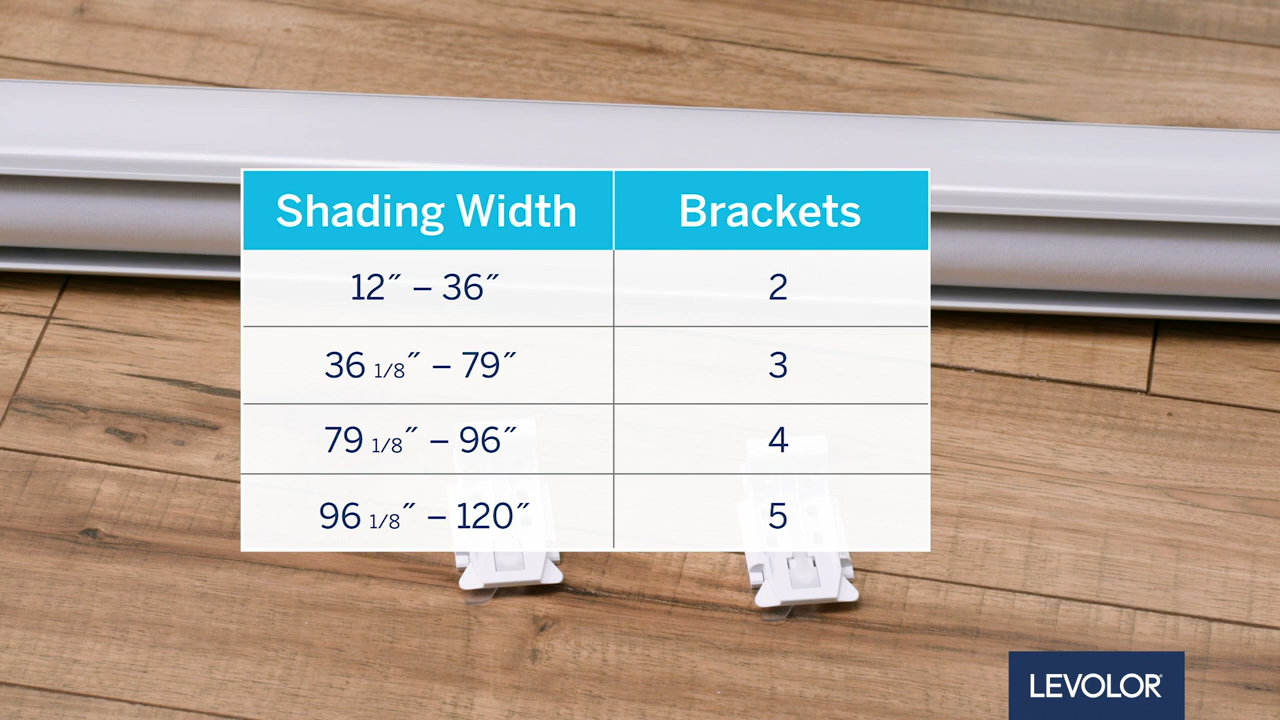 Shading Width Brackets
12″ – 36″ 2
36 1/8″ – 79″ 3
79 1/8″ – 96″ 4
96 1/8″ – 120″ 5
LEVOLOR